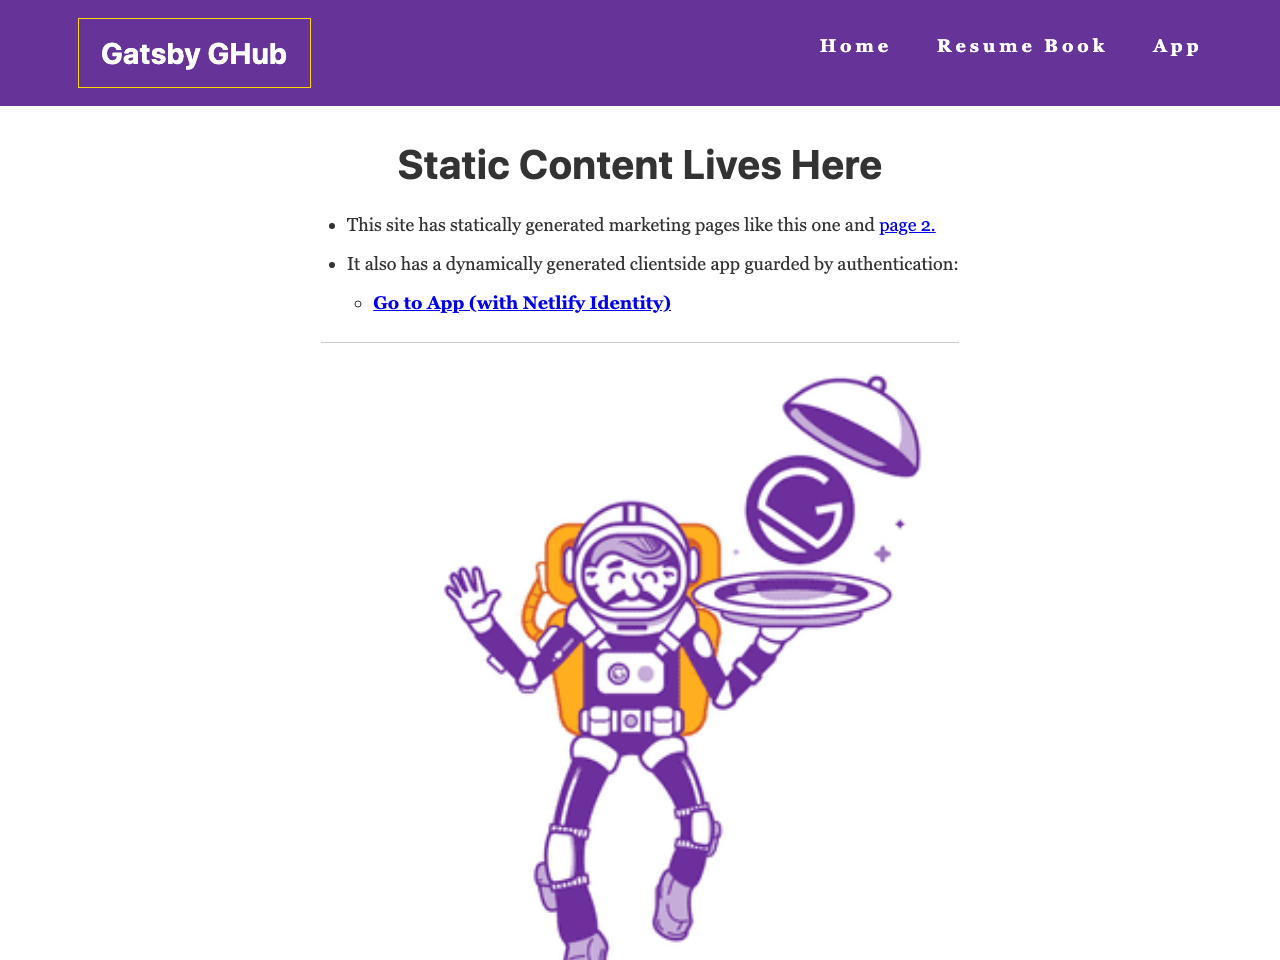 Gatsby GHub
Home Resume Book App
Static Content Lives Here
This site has statically generated marketing pages like this one and page 2.
It also has a dynamically generated clientside app guarded by authentication:
Go to App (with Netlify Identity)